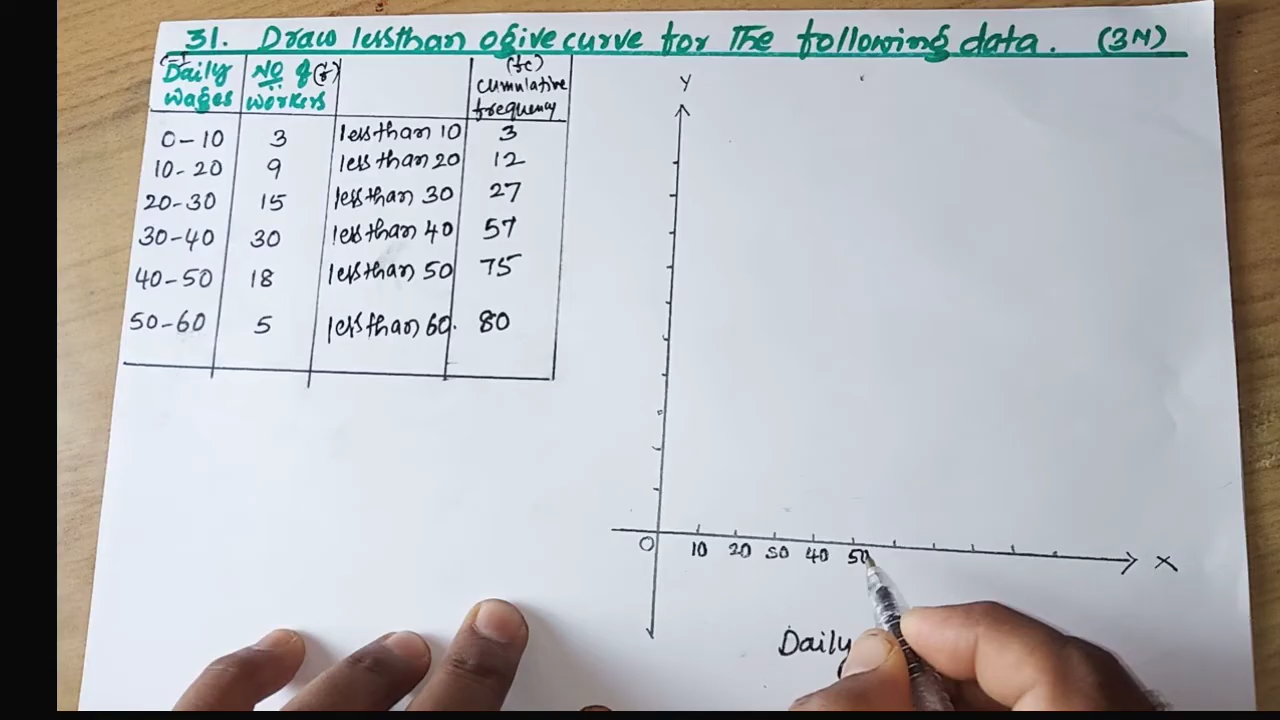 31. Draw lessthan ogive curve for The following data. (3M)
Daily wages | No of (f) workers | | (fc) cumulative frequency
0-10 3 less than 10 3
10-20 9 less than 20 12
20-30 15 less than 30 27
30-40 30 less than 40 57
40-50 18 less than 50 75
50-60 5 less than 60. 80
Y
O 10 20 30 40 50 X
Daily